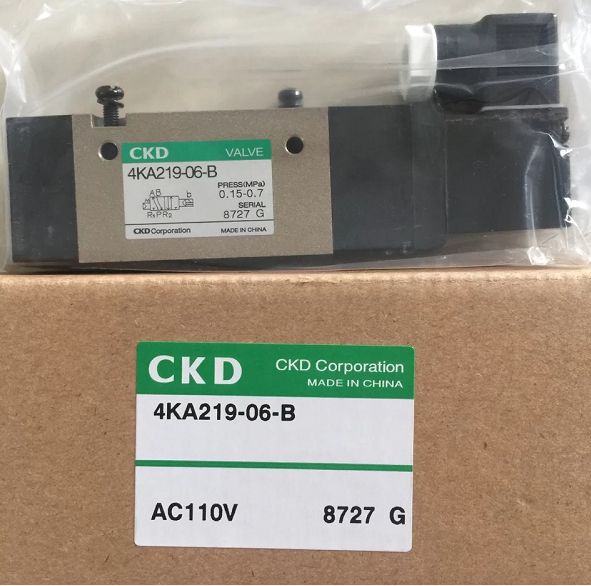 CKD VALVE
4KA219-06-B
PRESS(MPa)
0.15-0.7
SERIAL
8727 G
AB
b
R₁PR₂
CKD Corporation MADE IN CHINA
CKD CKD Corporation
MADE IN CHINA
4KA219-06-B
AC110V 8727 G